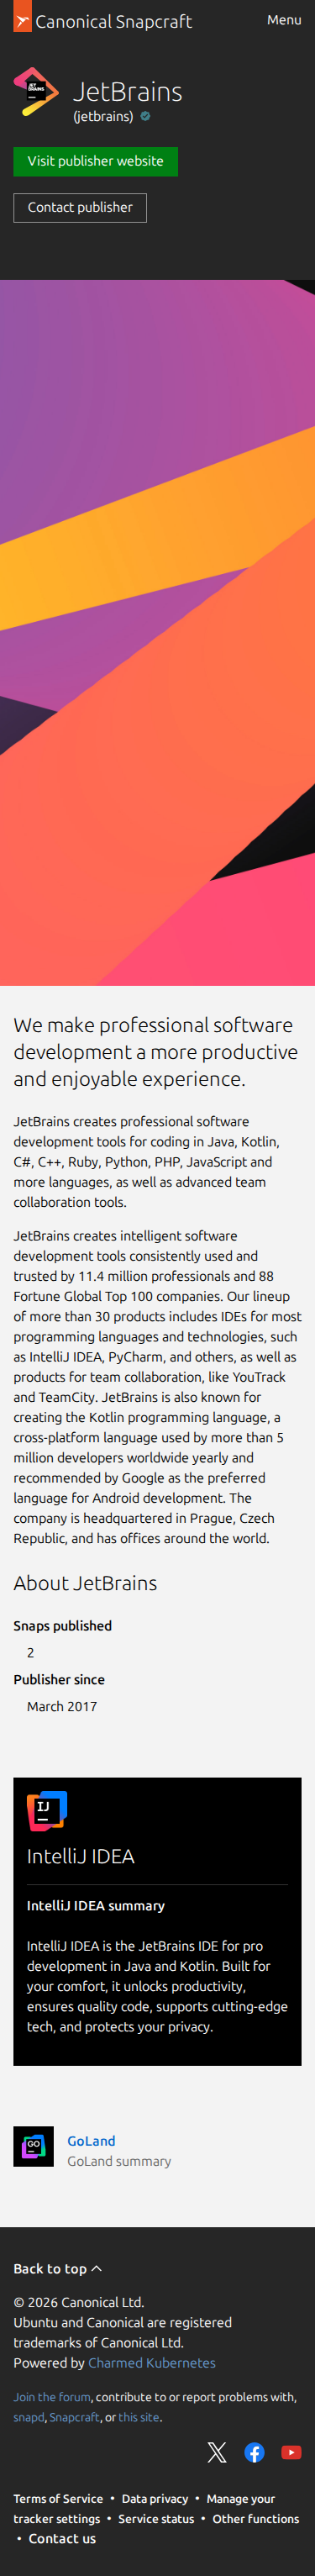 Canonical Snapcraft
Menu
JET
BRAINS
JetBrains
(jetbrains)
Visit publisher website
Contact publisher
We make professional software
development a more productive
and enjoyable experience.
JetBrains creates professional software
development tools for coding in Java, Kotlin,
C#, C++, Ruby, Python, PHP, JavaScript and
more languages, as well as advanced team
collaboration tools.
JetBrains creates intelligent software
development tools consistently used and
trusted by 11.4 million professionals and 88
Fortune Global Top 100 companies. Our lineup
of more than 30 products includes IDEs for most
programming languages and technologies, such
as IntelliJ IDEA, PyCharm, and others, as well as
products for team collaboration, like YouTrack
and TeamCity. JetBrains is also known for
creating the Kotlin programming language, a
cross-platform language used by more than 5
million developers worldwide yearly and
recommended by Google as the preferred
language for Android development. The
company is headquartered in Prague, Czech
Republic, and has offices around the world.
About JetBrains
Snaps published
2
Publisher since
March 2017
IJ
IntelliJ IDEA
IntelliJ IDEA summary
IntelliJ IDEA is the JetBrains IDE for pro
development in Java and Kotlin. Built for
your comfort, it unlocks productivity,
ensures quality code, supports cutting-edge
tech, and protects your privacy.
GO
GoLand
GoLand summary
Back to top
© 2026 Canonical Ltd.
Ubuntu and Canonical are registered
trademarks of Canonical Ltd.
Powered by Charmed Kubernetes
Join the forum, contribute to or report problems with,
snapd, Snapcraft, or this site.
Terms of Service • Data privacy • Manage your
tracker settings • Service status • Other functions
• Contact us